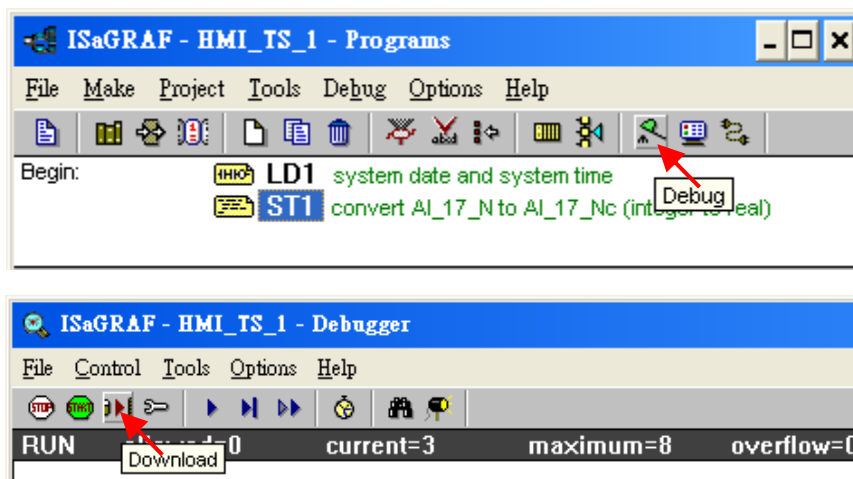 ISaGRAF - HMI_TS_1 - Programs
File Make Project Tools Debug Options Help
Begin: LD1 system date and system time
ST1 convert AI_17_N to AI_17_Nc (integer to real)
Debug
ISaGRAF - HMI_TS_1 - Debugger
File Control Tools Options Help
STOP START
RUN allowed=0 current=3 maximum=8 overflow=0
Download